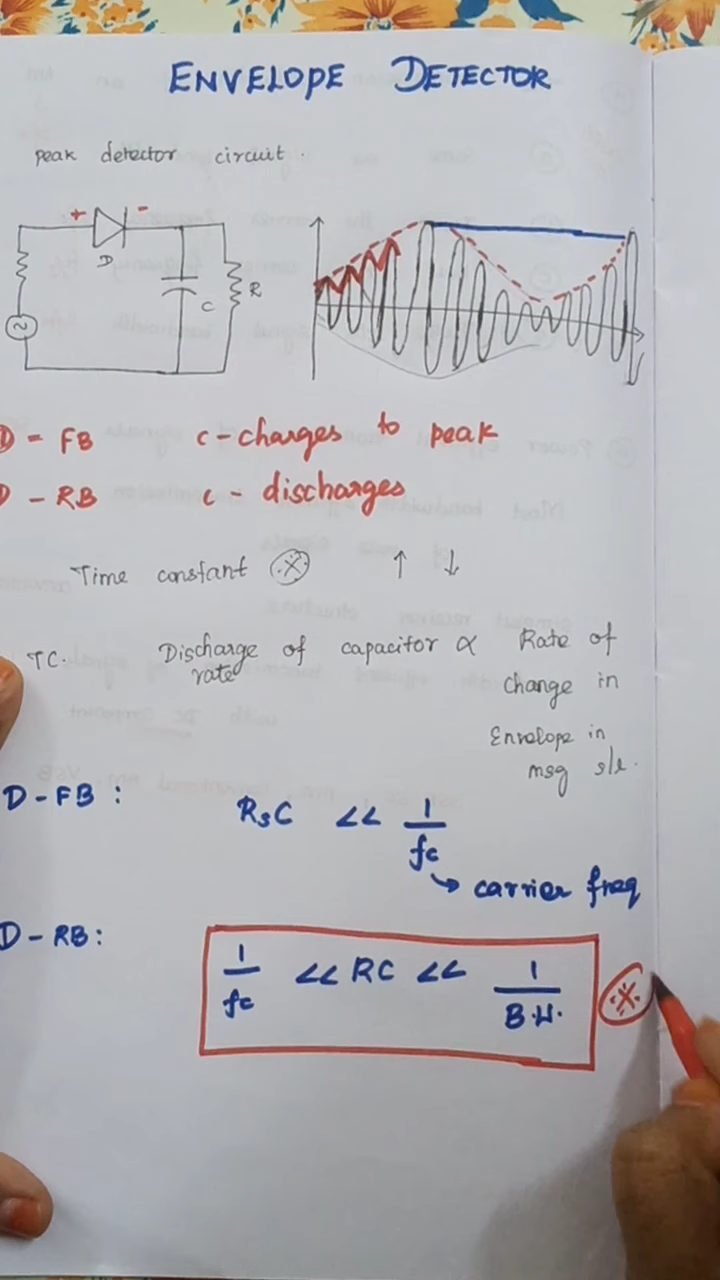 ENVELOPE DETECTOR
peak detector circuit.
+ -
D
C
R
D - FB c - charges to peak
D - RB c - discharges
Time constant ↑ ↓
TC. Discharge of capacitor ∝ Rate of
rate change in
Envelope in
msg
D - FB : RsC << 1/fc
↳ carrier freq
D - RB : 1/fc << RC << 1/B.W.